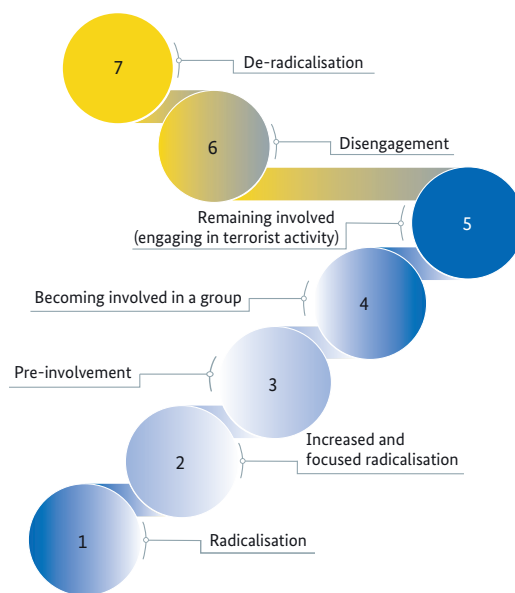 7
De-radicalisation
6
Disengagement
Remaining involved
(engaging in terrorist activity)
5
Becoming involved in a group
4
Pre-involvement
3
2
Increased and
focused radicalisation
1
Radicalisation